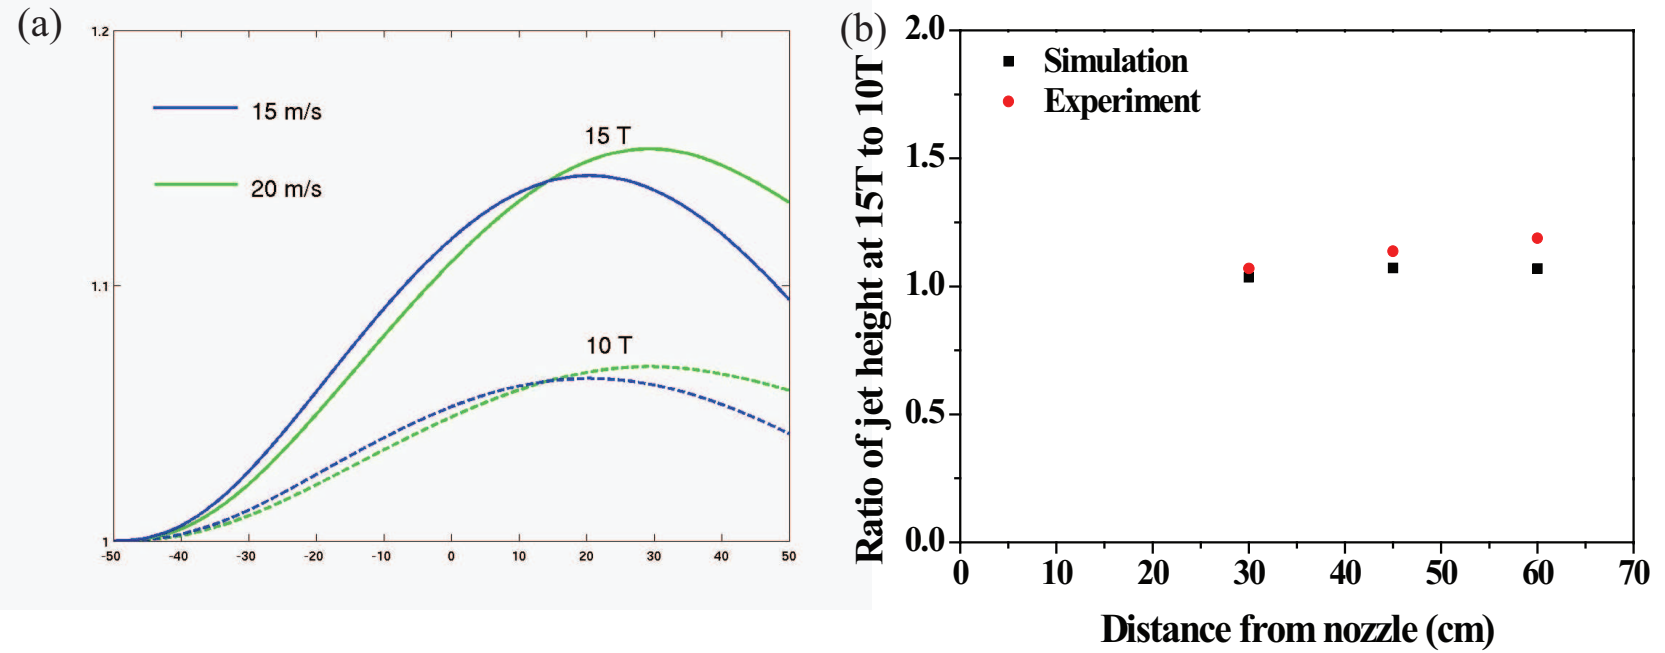 (a)
1.2
15 m/s
20 m/s
15 T
1.1
10 T
1
-50 -40 -30 -20 -10 0 10 20 30 40 50
(b)
Ratio of jet height at 15T to 10T
2.0
Simulation
Experiment
1.5
1.0
0.5
0.0
0 10 20 30 40 50 60 70
Distance from nozzle (cm)